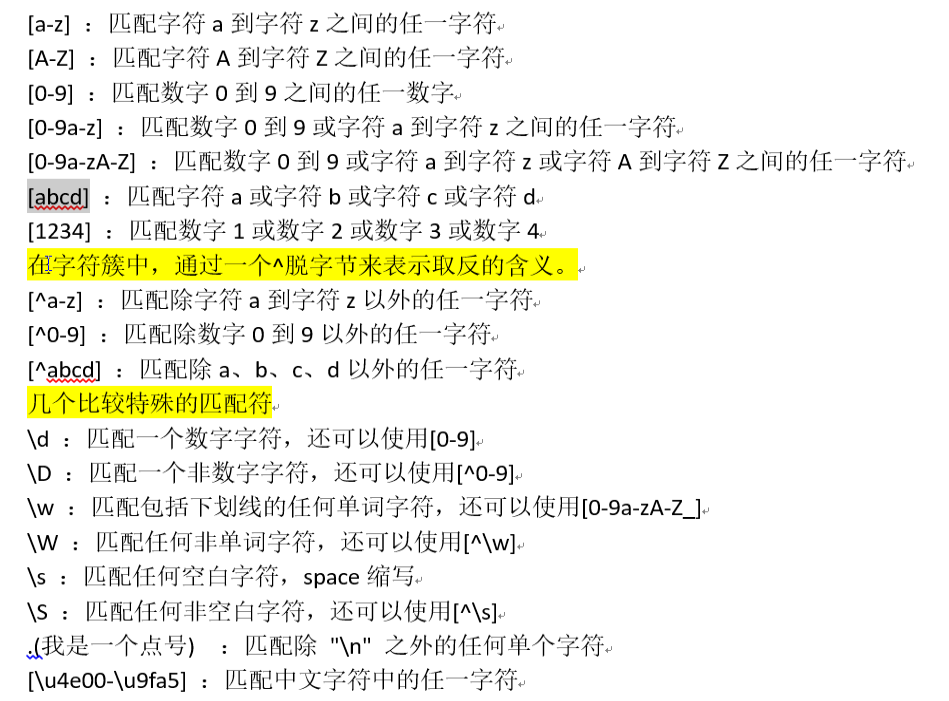 [a-z] ：匹配字符 a 到字符 z 之间的任一字符
[A-Z] ：匹配字符 A 到字符 Z 之间的任一字符
[0-9] ：匹配数字 0 到 9 之间的任一数字
[0-9a-z] ：匹配数字 0 到 9 或字符 a 到字符 z 之间的任一字符
[0-9a-zA-Z] ：匹配数字 0 到 9 或字符 a 到字符 z 或字符 A 到字符 Z 之间的任一字符
[abcd] ：匹配字符 a 或字符 b 或字符 c 或字符 d
[1234] ：匹配数字 1 或数字 2 或数字 3 或数字 4
在字符簇中，通过一个^脱字节来表示取反的含义。
[^a-z] ：匹配除字符 a 到字符 z 以外的任一字符
[^0-9] ：匹配除数字 0 到 9 以外的任一字符
[^abcd] ：匹配除 a、b、c、d 以外的任一字符
几个比较特殊的匹配符
\d ：匹配一个数字字符，还可以使用[0-9]
\D ：匹配一个非数字字符，还可以使用[^0-9]
\w ：匹配包括下划线的任何单词字符，还可以使用[0-9a-zA-Z_]
\W ：匹配任何非单词字符，还可以使用[^\w]
\s ：匹配任何空白字符，space 缩写
\S ：匹配任何非空白字符，还可以使用[^\s]
.(我是一个点号) ：匹配除 "\n" 之外的任何单个字符
[\u4e00-\u9fa5] ：匹配中文字符中的任一字符